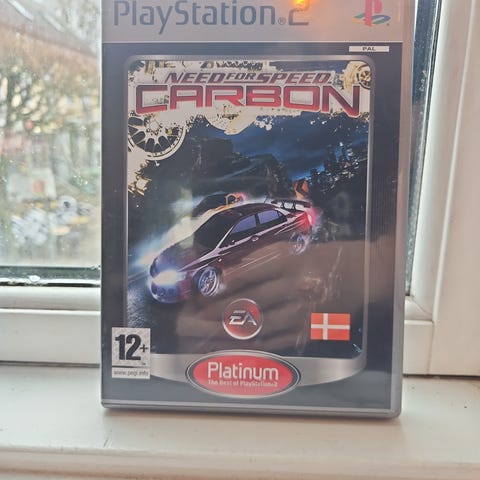 PlayStation 2
PAL
NEED FOR SPEED
CARBON
EA
12+
www.pegi.info
Platinum
The Best of PlayStation 2